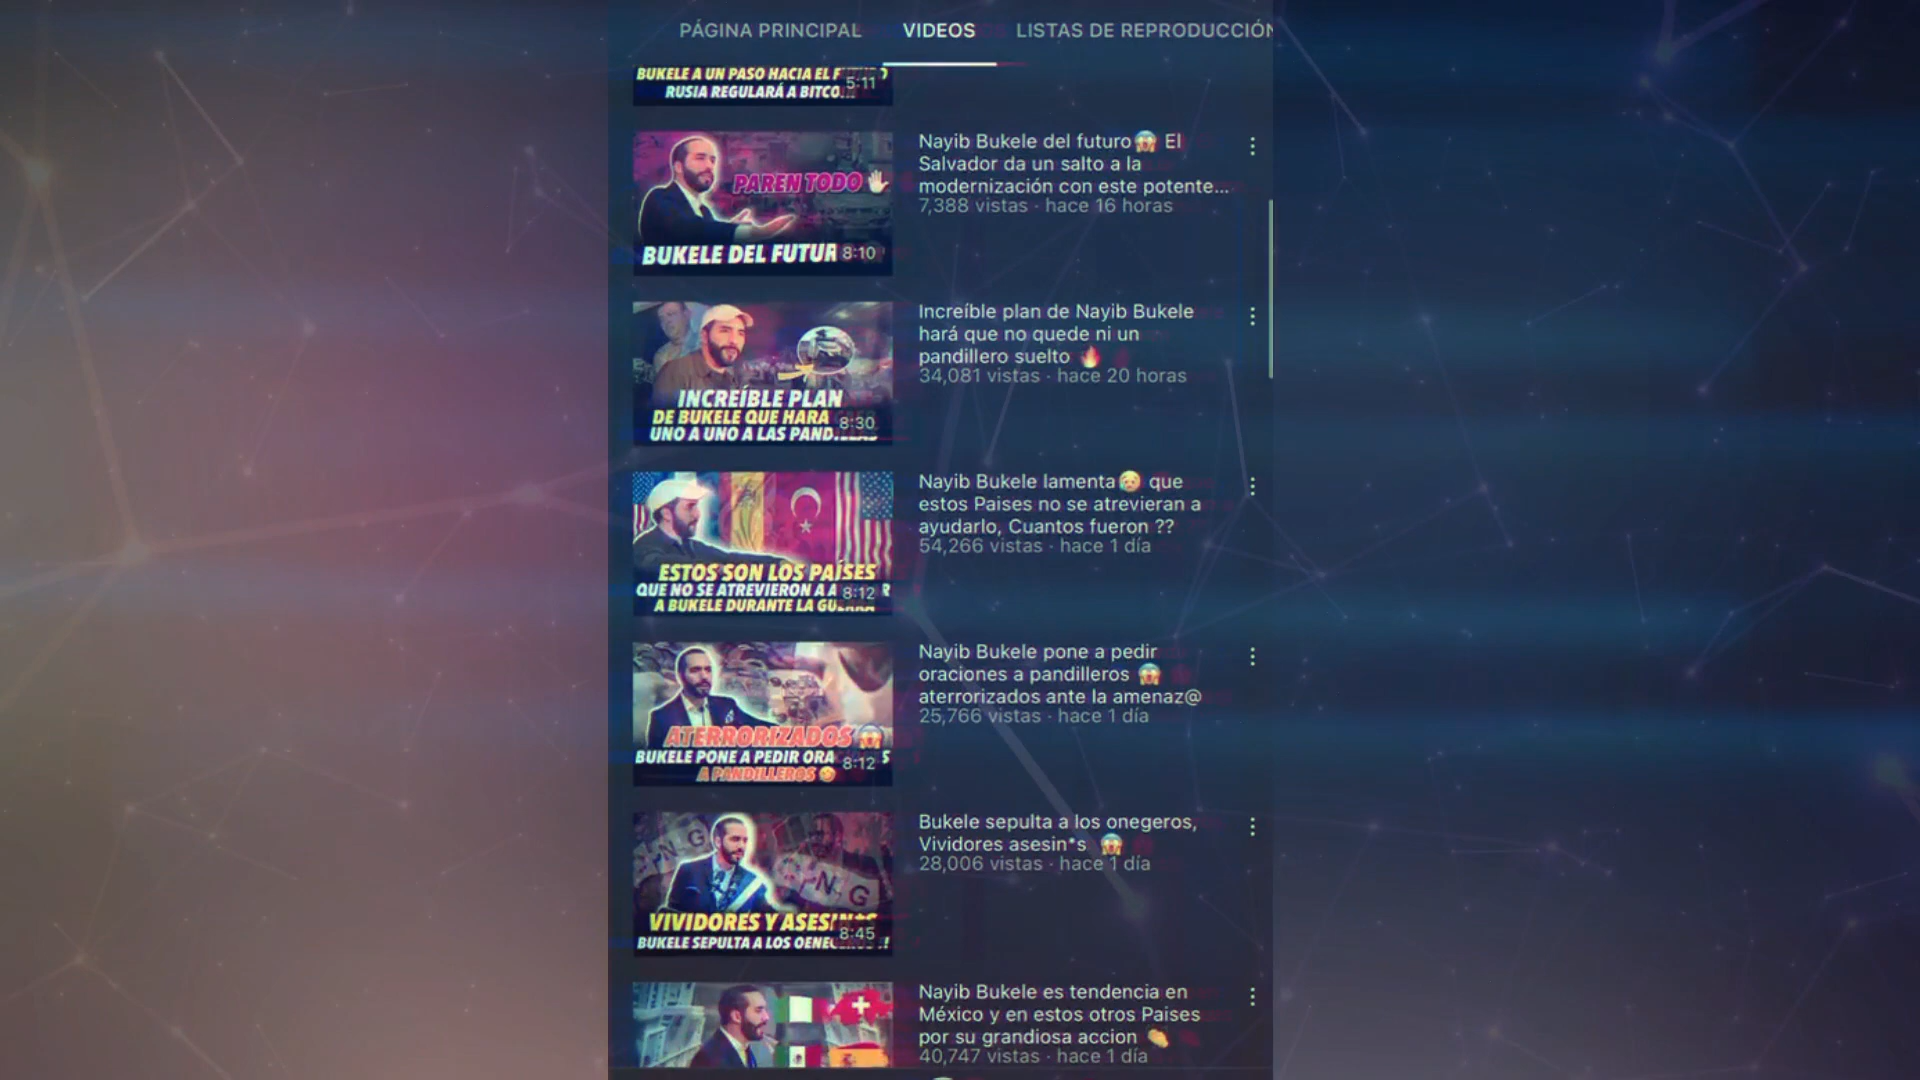 PÁGINA PRINCIPAL VIDEOS LISTAS DE REPRODUCCIÓN
BUKELE A UN PASO HACIA EL
RUSIA REGULARÁ A
5:11
PAREN TODO
BUKELE DEL
8:10
Nayib Bukele del futuro😱 El
Salvador da un salto a la
modernización con este potente...
7,388 vistas · hace 16 horas
INCREÍBLE PLAN
DE BUKELE QUE HARA
UNO A UNO A LAS
8:30
Increíble plan de Nayib Bukele
hará que no quede ni un
pandillero suelto 🔥
34,081 vistas · hace 20 horas
ESTOS SON LOS PAÍSES
QUE NO SE ATREVIERON A
A BUKELE DURANTE LA
8:12
Nayib Bukele lamenta😥 que
estos Paises no se atrevieran a
ayudarlo, Cuantos fueron ??
54,266 vistas · hace 1 día
ATERRORIZADOS 😱
BUKELE PONE A PEDIR
A PANDILLEROS
8:12
Nayib Bukele pone a pedir
oraciones a pandilleros 😱
aterrorizados ante la amenaz@
25,766 vistas · hace 1 día
N G
N G
VIVIDORES Y
BUKELE SEPULTA A LOS
8:45
Bukele sepulta a los onegeros,
Vividores asesin*s 😱
28,006 vistas · hace 1 día
Nayib Bukele es tendencia en
México y en estos otros Paises
por su grandiosa accion 👏
40,747 vistas · hace 1 día